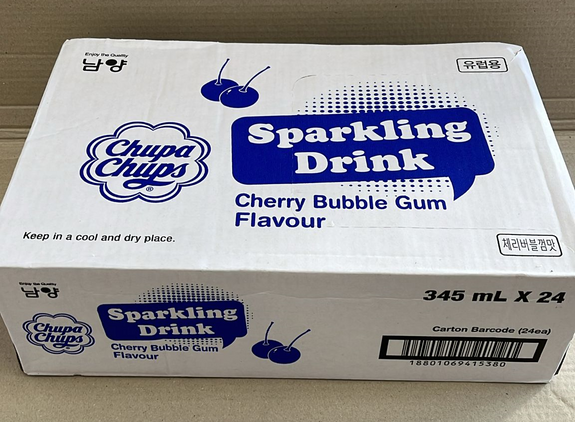 Enjoy the Quality
남양
유럽용
Chupa
Chups
®
Sparkling
Drink
Cherry Bubble Gum
Flavour
Keep in a cool and dry place.
체리버블껌맛
Enjoy the Quality
남양
Chupa
Chups
Sparkling
Drink
Cherry Bubble Gum
Flavour
345 mL X 24
Carton Barcode (24ea)
18801069415380